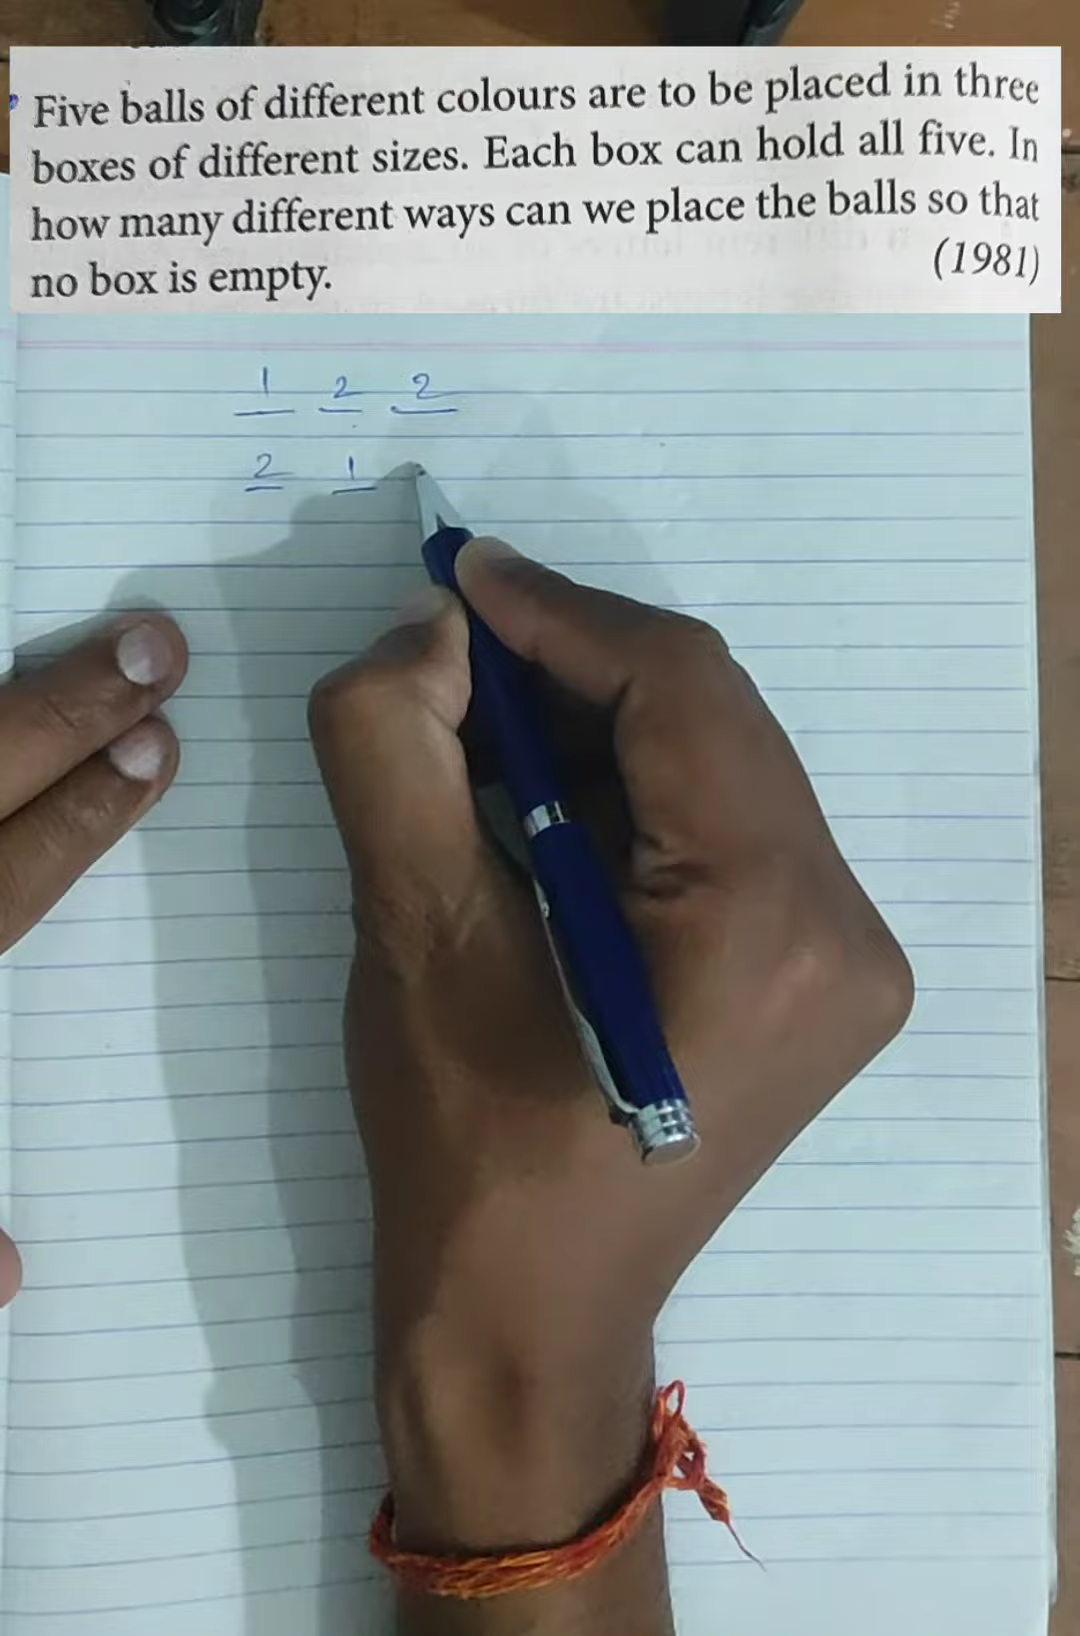 Five balls of different colours are to be placed in three
boxes of different sizes. Each box can hold all five. In
how many different ways can we place the balls so that
no box is empty. (1981)
1 2 2
2 1